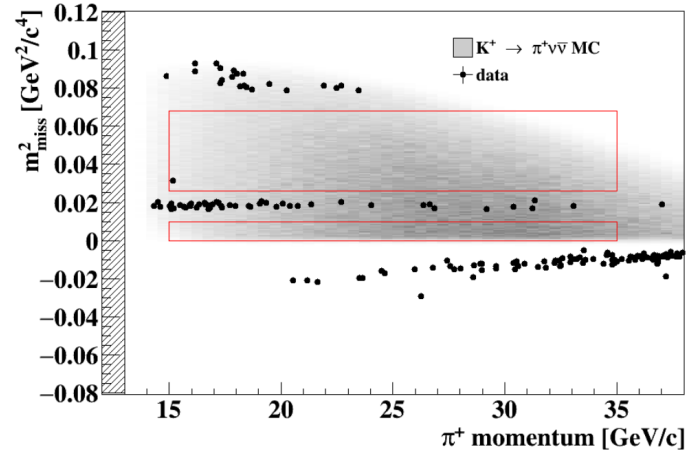 m²miss [GeV²/c⁴]
0.12
0.1
0.08
0.06
0.04
0.02
0
−0.02
−0.04
−0.06
−0.08
K⁺ → π⁺νν̅ MC
data
15 20 25 30 35
π⁺ momentum [GeV/c]